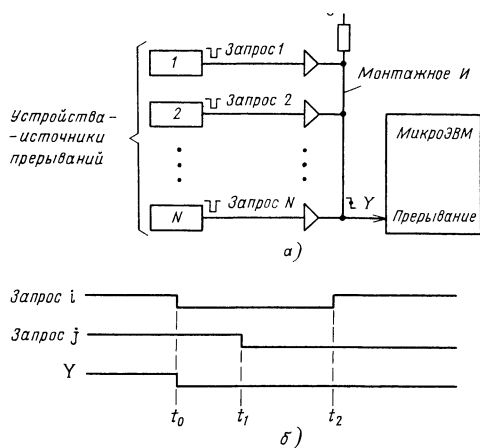 1
Запрос 1
2
Запрос 2
Устройства-
-источники
прерываний
Монтажное И
МикроЭВМ
N
Запрос N
Y
Прерывание
а)
Запрос i
Запрос j
Y
t₀
t₁
t₂
б)